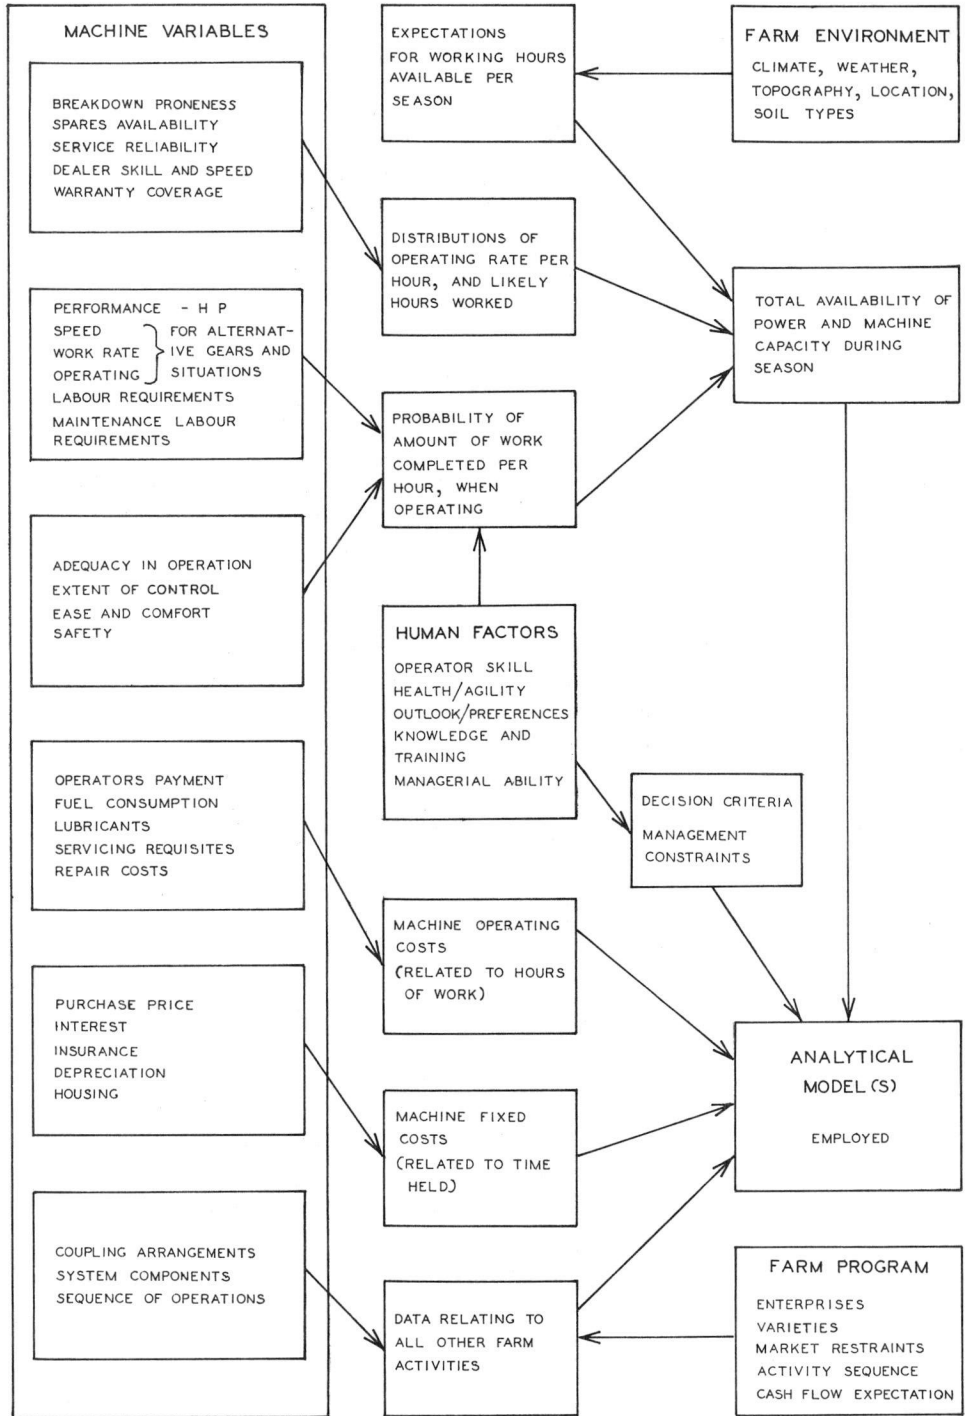 MACHINE VARIABLES
BREAKDOWN PRONENESS
SPARES AVAILABILITY
SERVICE RELIABILITY
DEALER SKILL AND SPEED
WARRANTY COVERAGE
PERFORMANCE - H P
SPEED
WORK RATE
OPERATING
FOR ALTERNAT-
IVE GEARS AND
SITUATIONS
LABOUR REQUIREMENTS
MAINTENANCE LABOUR
REQUIREMENTS
ADEQUACY IN OPERATION
EXTENT OF CONTROL
EASE AND COMFORT
SAFETY
OPERATORS PAYMENT
FUEL CONSUMPTION
LUBRICANTS
SERVICING REQUISITES
REPAIR COSTS
PURCHASE PRICE
INTEREST
INSURANCE
DEPRECIATION
HOUSING
COUPLING ARRANGEMENTS
SYSTEM COMPONENTS
SEQUENCE OF OPERATIONS
EXPECTATIONS
FOR WORKING HOURS
AVAILABLE PER
SEASON
DISTRIBUTIONS OF
OPERATING RATE PER
HOUR, AND LIKELY
HOURS WORKED
PROBABILITY OF
AMOUNT OF WORK
COMPLETED PER
HOUR, WHEN
OPERATING
HUMAN FACTORS
OPERATOR SKILL
HEALTH/AGILITY
OUTLOOK/PREFERENCES
KNOWLEDGE AND
TRAINING
MANAGERIAL ABILITY
MACHINE OPERATING
COSTS
(RELATED TO HOURS
OF WORK)
MACHINE FIXED
COSTS
(RELATED TO TIME
HELD)
DATA RELATING TO
ALL OTHER FARM
ACTIVITIES
DECISION CRITERIA
MANAGEMENT
CONSTRAINTS
FARM ENVIRONMENT
CLIMATE, WEATHER,
TOPOGRAPHY, LOCATION,
SOIL TYPES
TOTAL AVAILABILITY OF
POWER AND MACHINE
CAPACITY DURING
SEASON
ANALYTICAL
MODEL(S)
EMPLOYED
FARM PROGRAM
ENTERPRISES
VARIETIES
MARKET RESTRAINTS
ACTIVITY SEQUENCE
CASH FLOW EXPECTATION